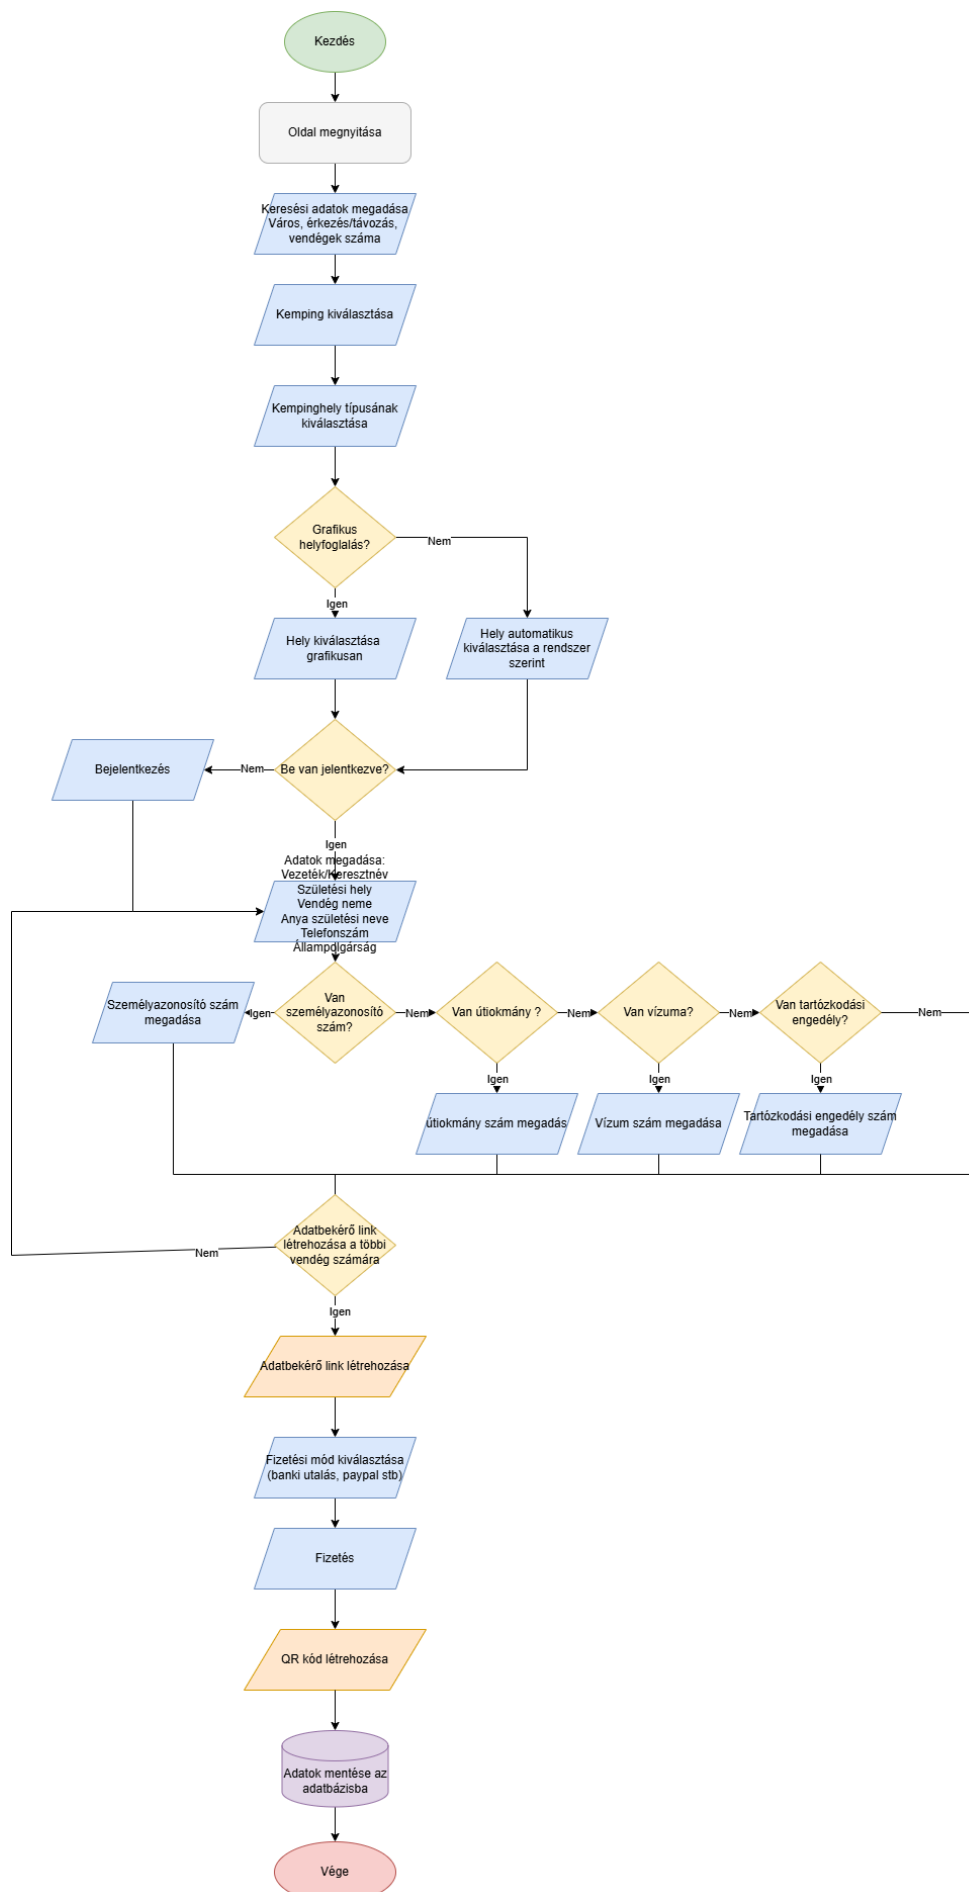 Kezdés
Oldal megnyitása
Keresési adatok megadása
Város, érkezés/távozás,
vendégek száma
Kemping kiválasztása
Kempinghely típusának
kiválasztása
Grafikus
helyfoglalás?
Nem
Igen
Hely kiválasztása
grafikusan
Hely automatikus
kiválasztása a rendszer
szerint
Be van jelentkezve?
Nem
Bejelentkezés
Igen
Adatok megadása:
Vezeték/Keresztnév
Születési hely
Vendég neme
Anya születési neve
Telefonszám
Állampolgárság
Van
személyazonosító
szám?
Igen
Személyazonosító szám
megadása
Nem
Van útiokmány ?
Nem
Van vízuma?
Nem
Van tartózkodási
engedély?
Nem
Igen
Igen
Igen
útiokmány szám megadás
Vízum szám megadása
Tartózkodási engedély szám
megadása
Adatbekérő link
létrehozása a többi
vendég számára
Nem
Igen
Adatbekérő link létrehozása
Fizetési mód kiválasztása
(banki utalás, paypal stb)
Fizetés
QR kód létrehozása
Adatok mentése az
adatbázisba
Vége